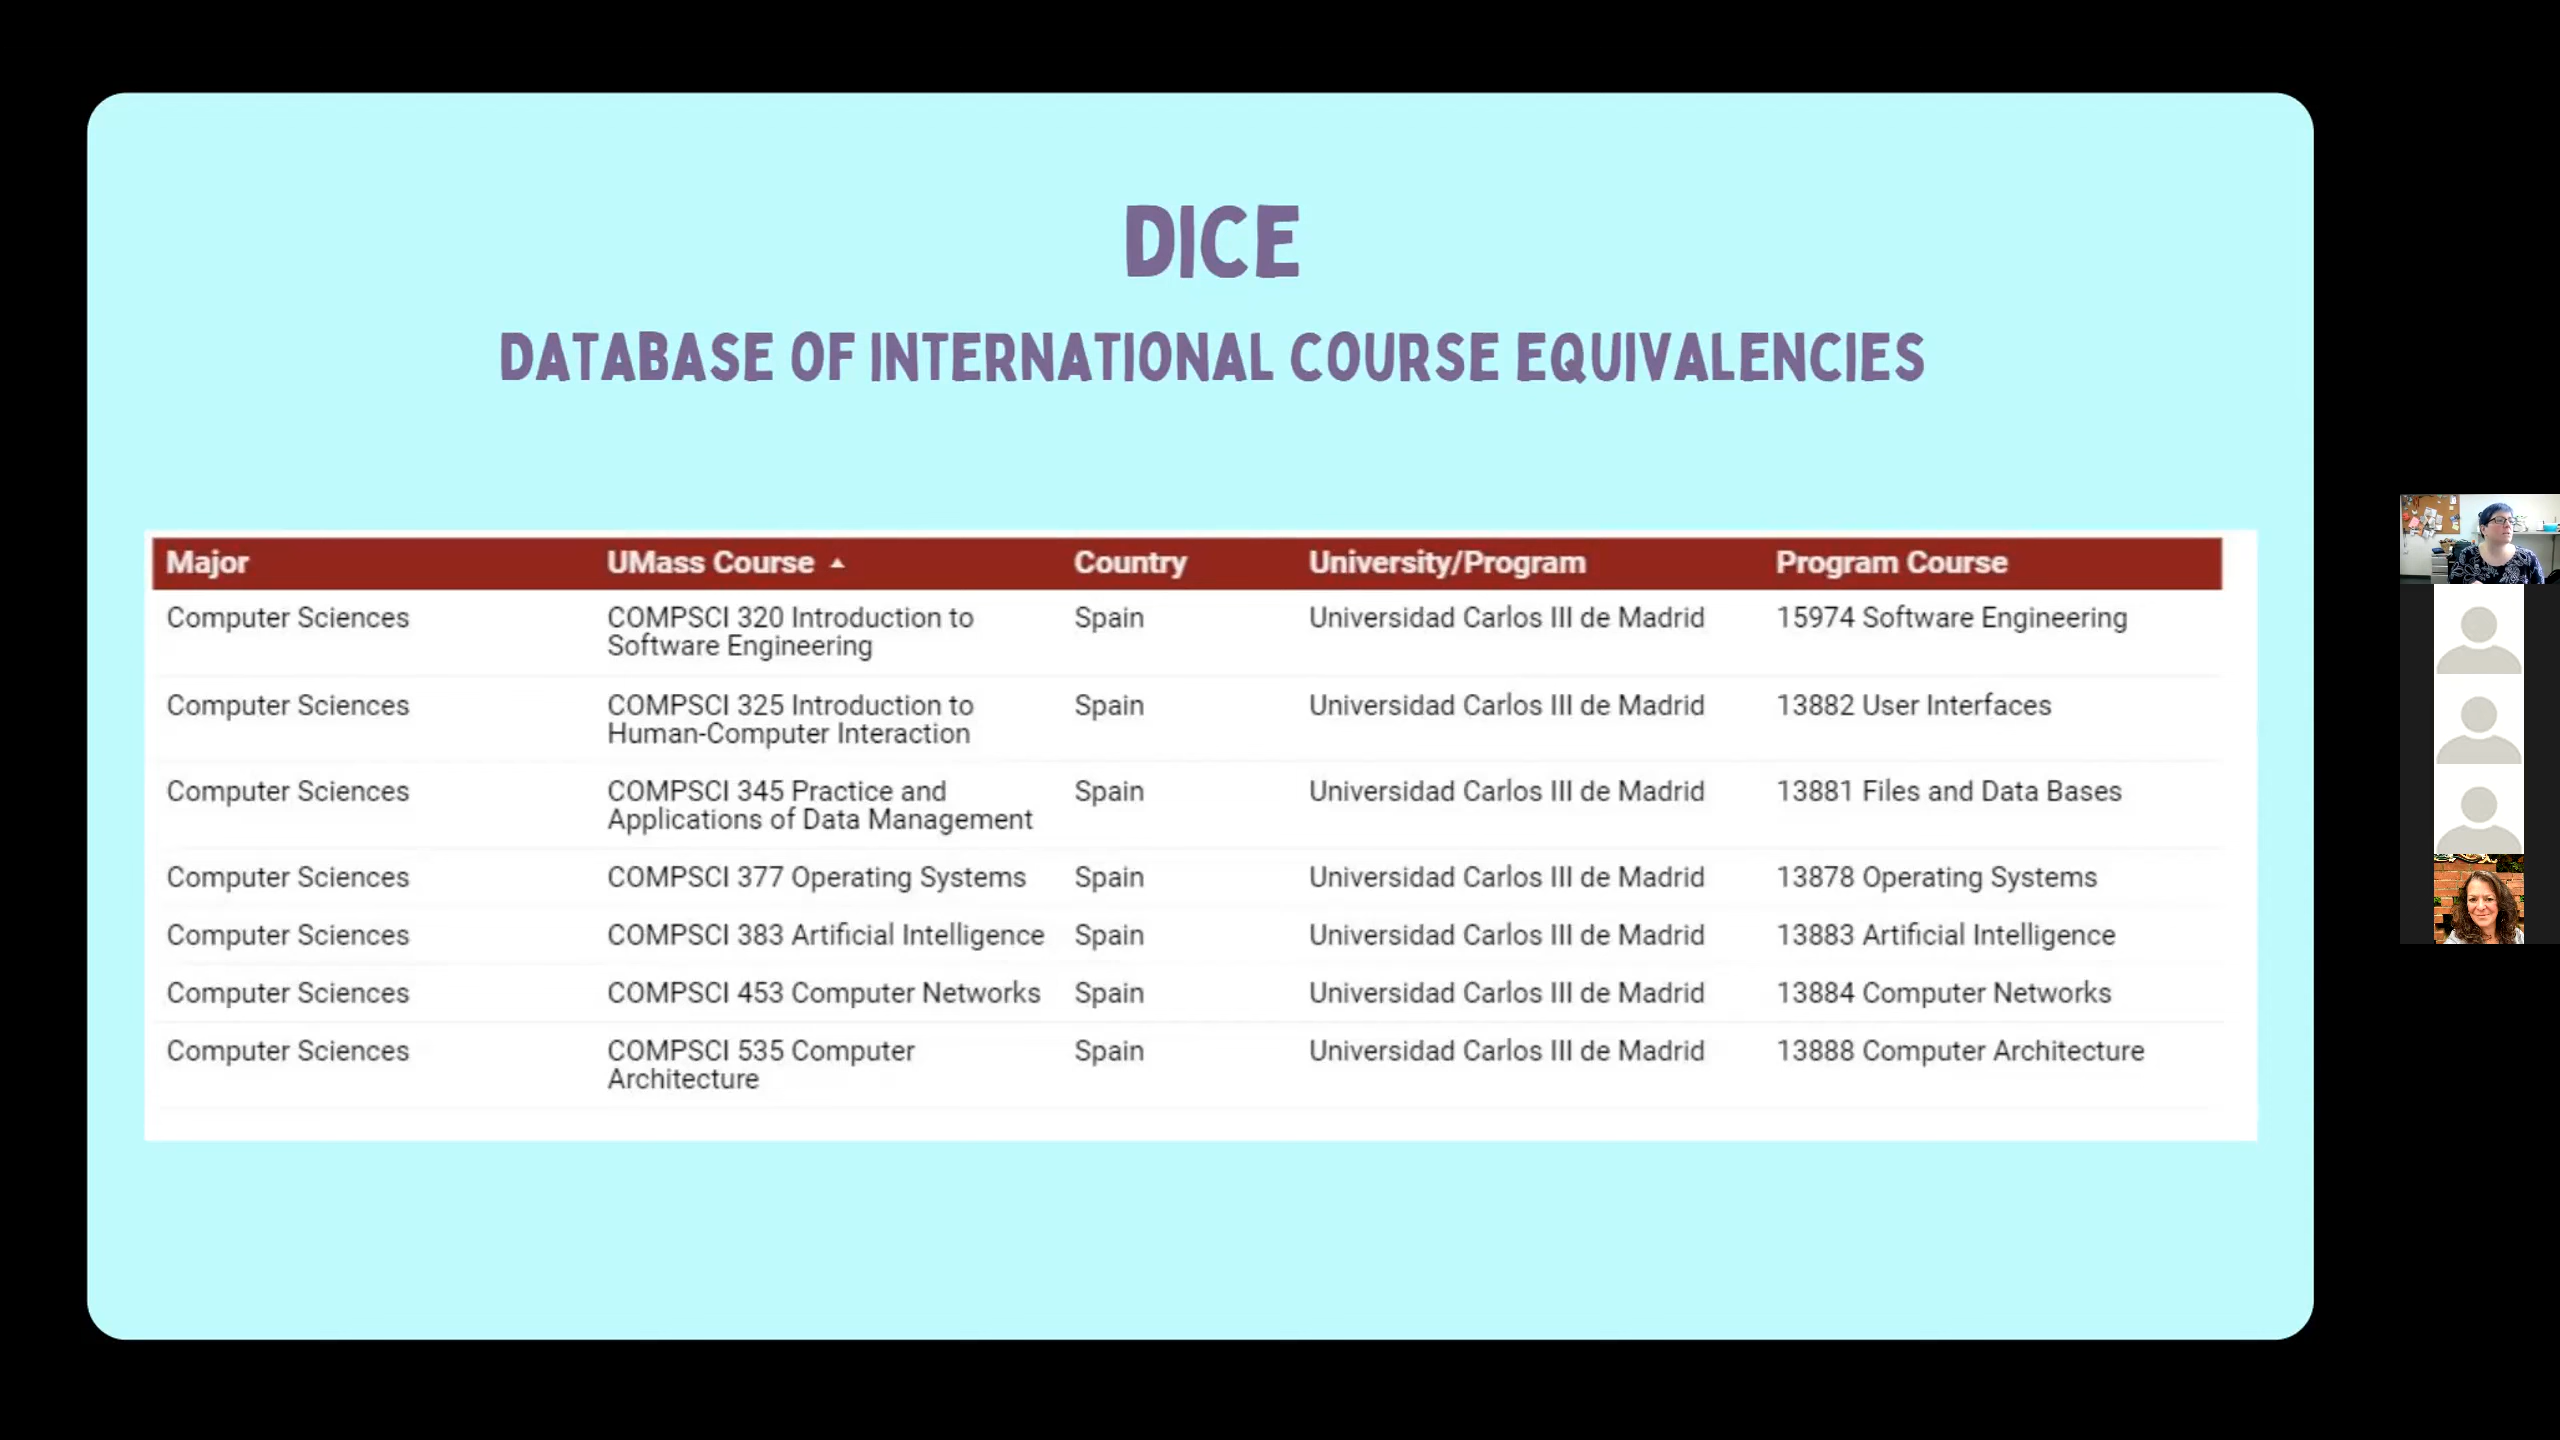 DICE
DATABASE OF INTERNATIONAL COURSE EQUIVALENCIES
Major UMass Course ▲ Country University/Program Program Course
Computer Sciences COMPSCI 320 Introduction to Spain Universidad Carlos III de Madrid 15974 Software Engineering
Software Engineering
Computer Sciences COMPSCI 325 Introduction to Spain Universidad Carlos III de Madrid 13882 User Interfaces
Human-Computer Interaction
Computer Sciences COMPSCI 345 Practice and Spain Universidad Carlos III de Madrid 13881 Files and Data Bases
Applications of Data Management
Computer Sciences COMPSCI 377 Operating Systems Spain Universidad Carlos III de Madrid 13878 Operating Systems
Computer Sciences COMPSCI 383 Artificial Intelligence Spain Universidad Carlos III de Madrid 13883 Artificial Intelligence
Computer Sciences COMPSCI 453 Computer Networks Spain Universidad Carlos III de Madrid 13884 Computer Networks
Computer Sciences COMPSCI 535 Computer Spain Universidad Carlos III de Madrid 13888 Computer Architecture
Architecture